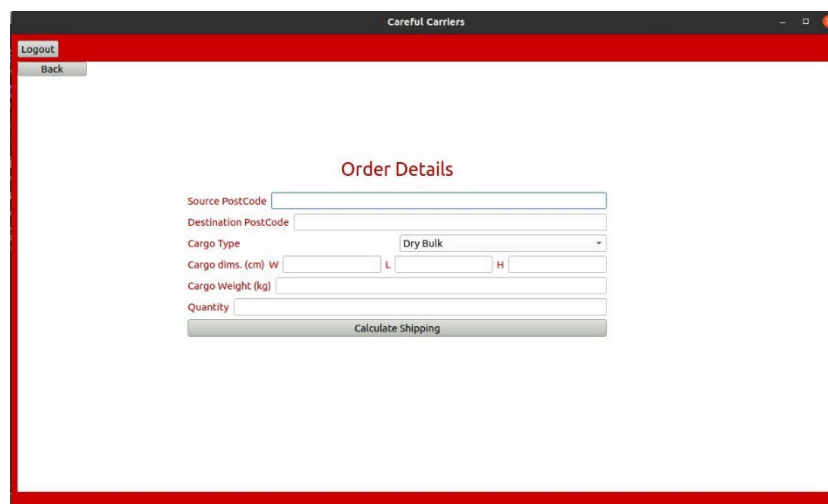 Careful Carriers
Logout
Back
Order Details
Source PostCode
Destination PostCode
Cargo Type Dry Bulk
Cargo dims. (cm) W L H
Cargo Weight (kg)
Quantity
Calculate Shipping